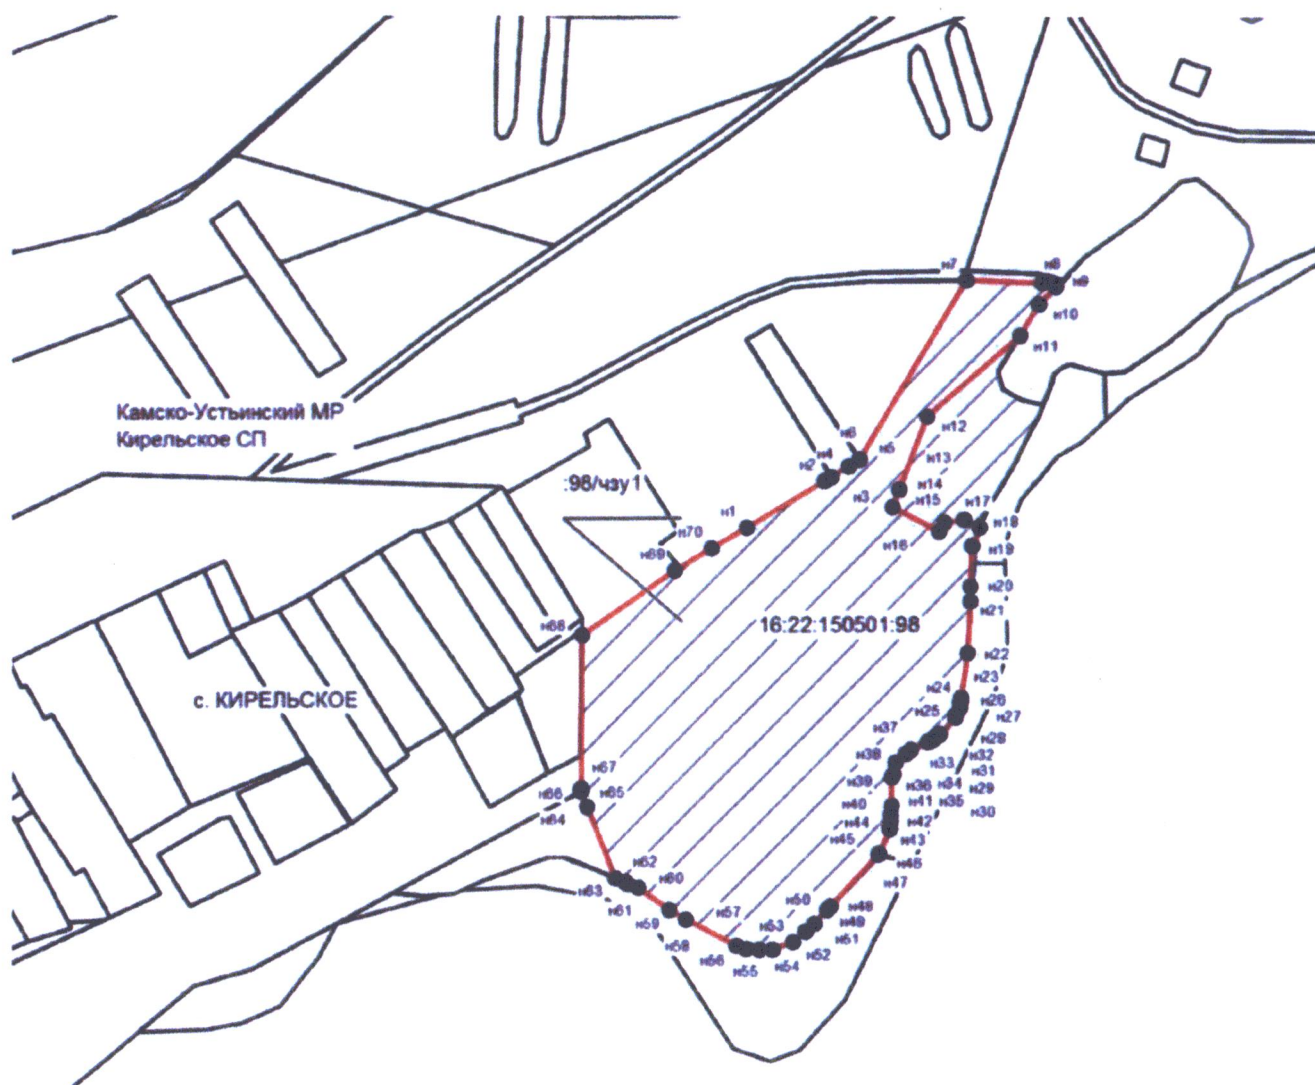 н7
н8
н9
н10
н11
Камско-Устьинский МР
Кирельское СП
н12
н6
н4
н5
н2
н13
:98/чзу1
н14
н3
н15
н17
н1
н18
н70
н16
н19
н69
н20
н21
н68
16:22:150501:98
н22
н23
с. КИРЕЛЬСКОЕ
н24
н26
н25
н27
н37
н28
н38
н33
н32
н67
н31
н66
н65
н39
н36
н34
н29
н64
н40
н41
н35
н30
н44
н42
н45
н43
н46
н62
н47
н63
н60
н61
н50
н48
н59
н57
н49
н53
н51
н58
н52
н56
н55
н54